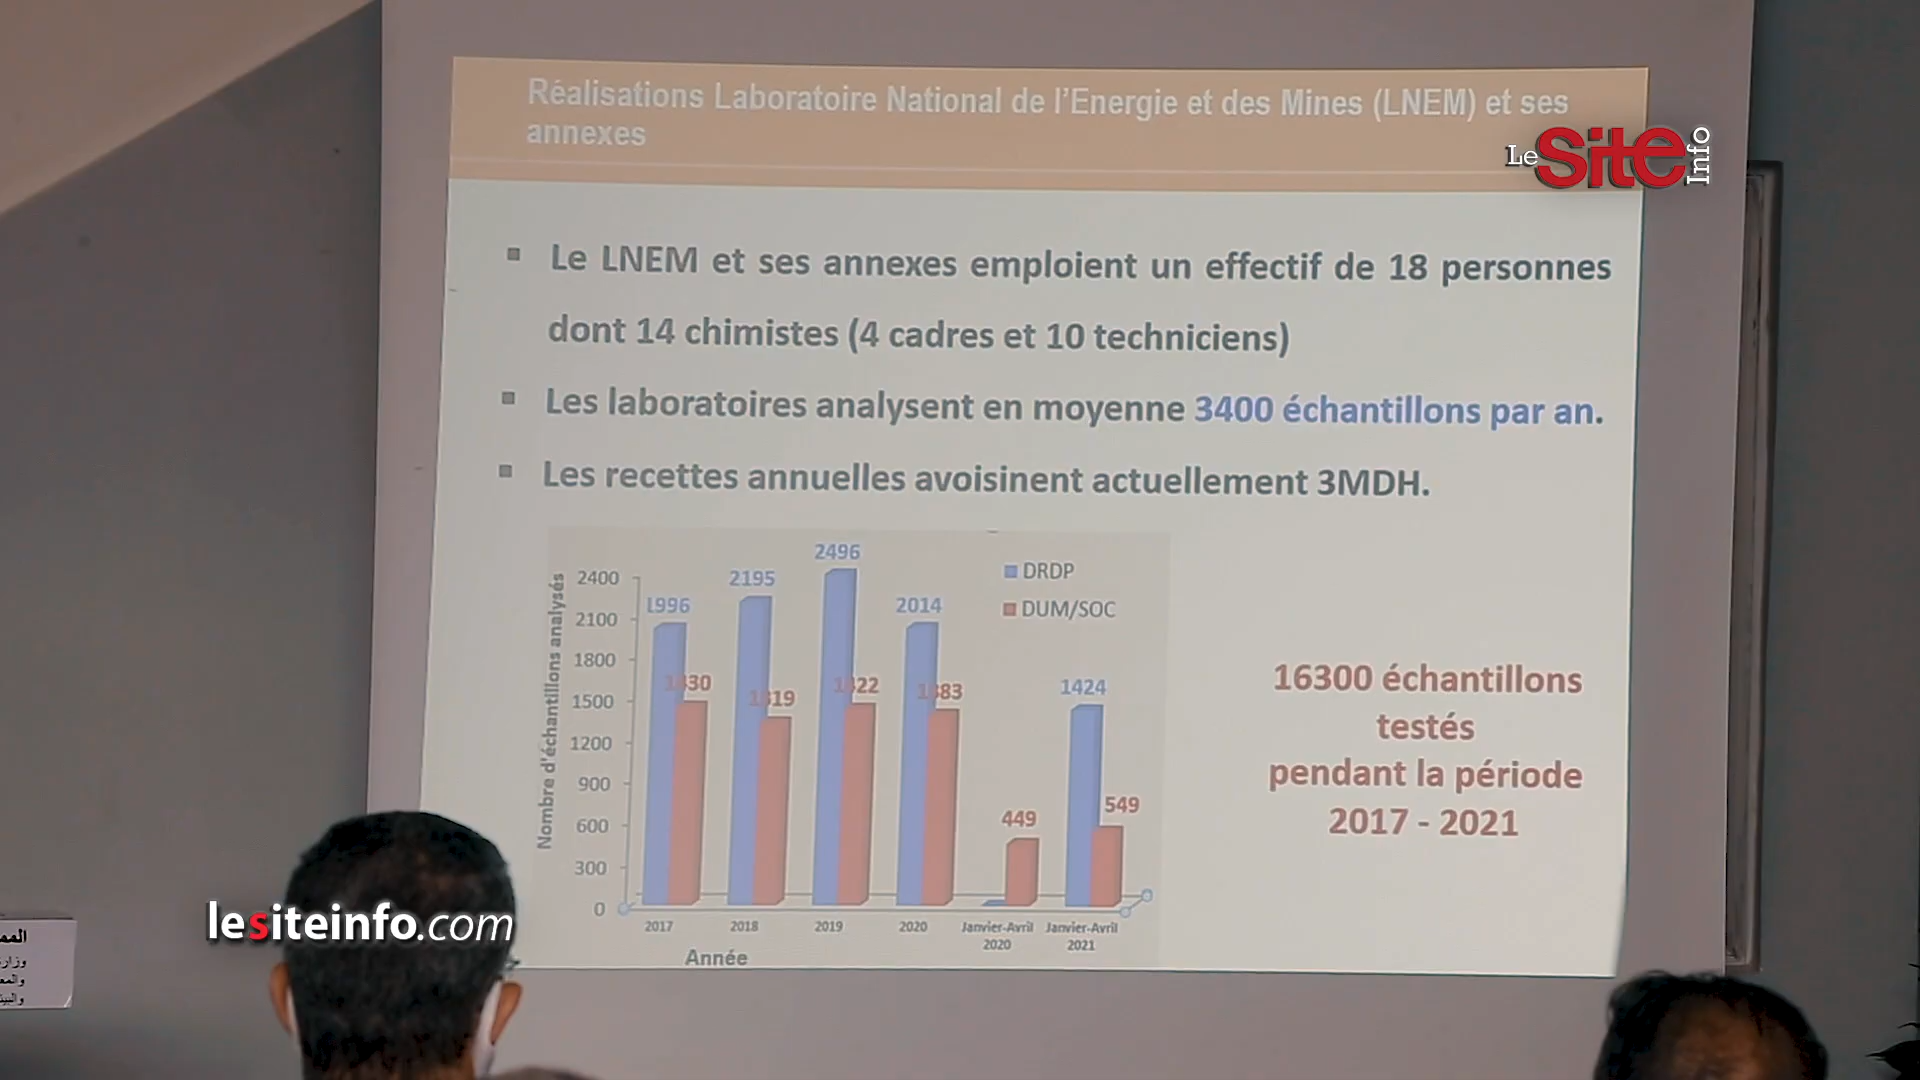 Réalisations Laboratoire National de l'Energie et des Mines (LNEM) et ses
annexes
Le Site Info
▪ Le LNEM et ses annexes emploient un effectif de 18 personnes
dont 14 chimistes (4 cadres et 10 techniciens)
▪ Les laboratoires analysent en moyenne 3400 échantillons par an.
▪ Les recettes annuelles avoisinent actuellement 3MDH.
Nombre d'échantillons analysés
2400
2100
1800
1500
1200
900
600
300
0
1996
2195
2496
2014
1424
449
549
DRDP
DUM/SOC
2017
2018
2019
2020
Janvier-Avril
2020
Janvier-Avril
2021
Année
16300 échantillons
testés
pendant la période
2017 - 2021
lesiteinfo.com